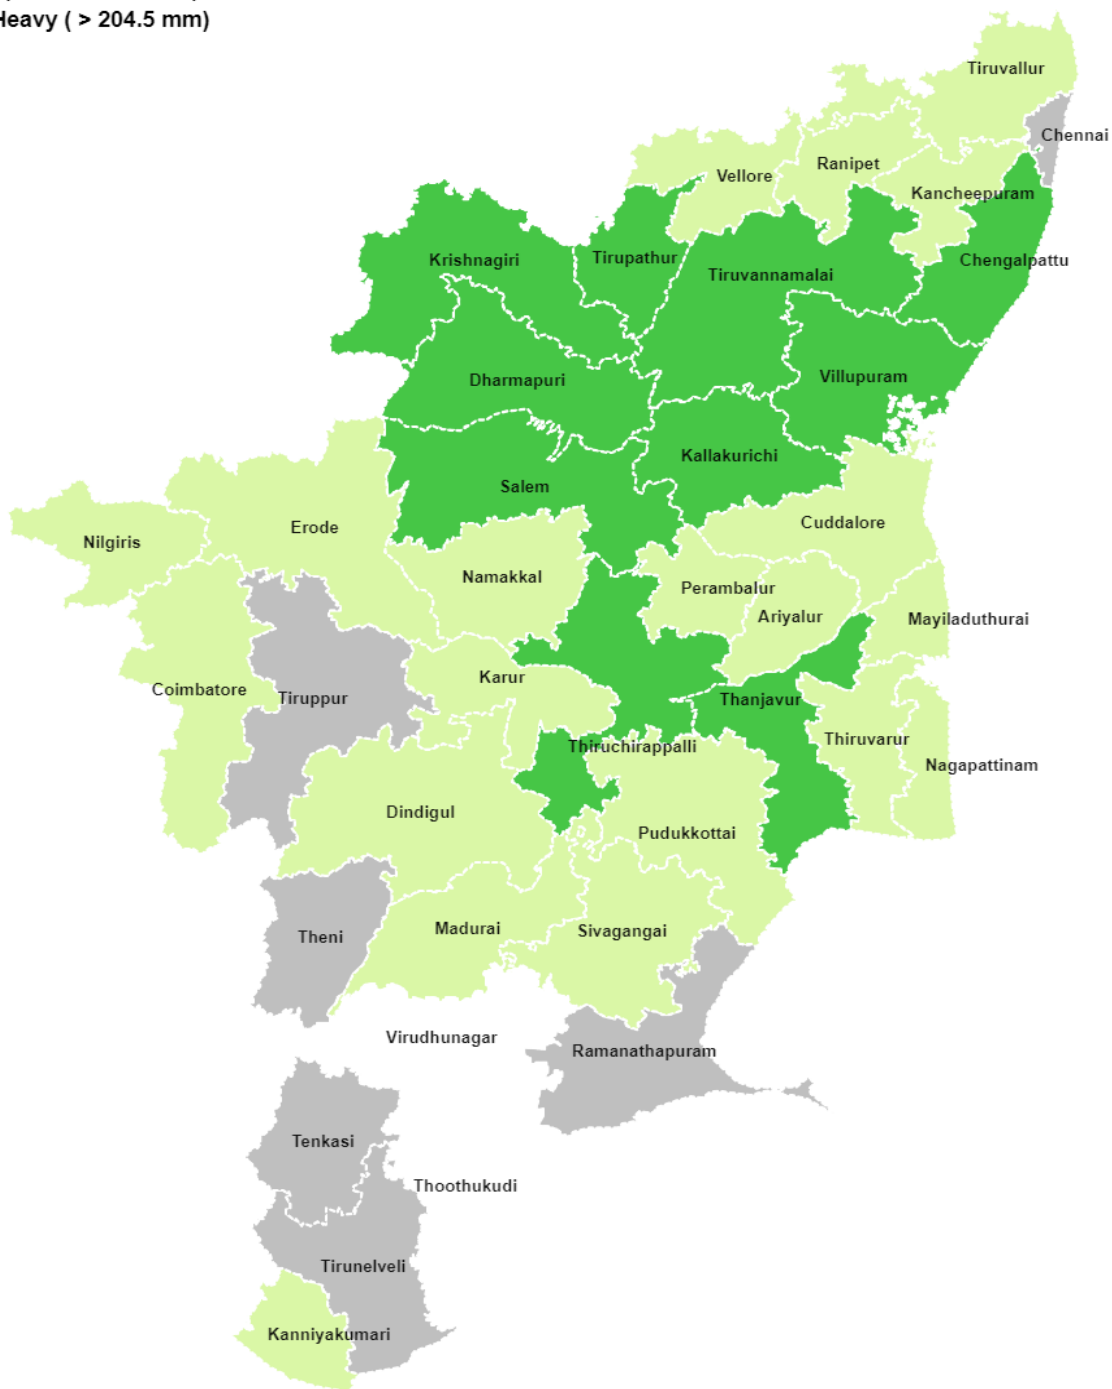 Heavy ( > 204.5 mm)
Tiruvallur
Chennai
Ranipet
Vellore
Kancheepuram
Krishnagiri
Tirupathur
Chengalpattu
Tiruvannamalai
Dharmapuri
Villupuram
Kallakurichi
Salem
Cuddalore
Erode
Nilgiris
Namakkal
Perambalur
Ariyalur
Mayiladuthurai
Karur
Coimbatore
Tiruppur
Thanjavur
Thiruvarur
Thiruchirappalli
Nagapattinam
Dindigul
Pudukkottai
Madurai
Sivagangai
Theni
Virudhunagar
Ramanathapuram
Tenkasi
Thoothukudi
Tirunelveli
Kanniyakumari